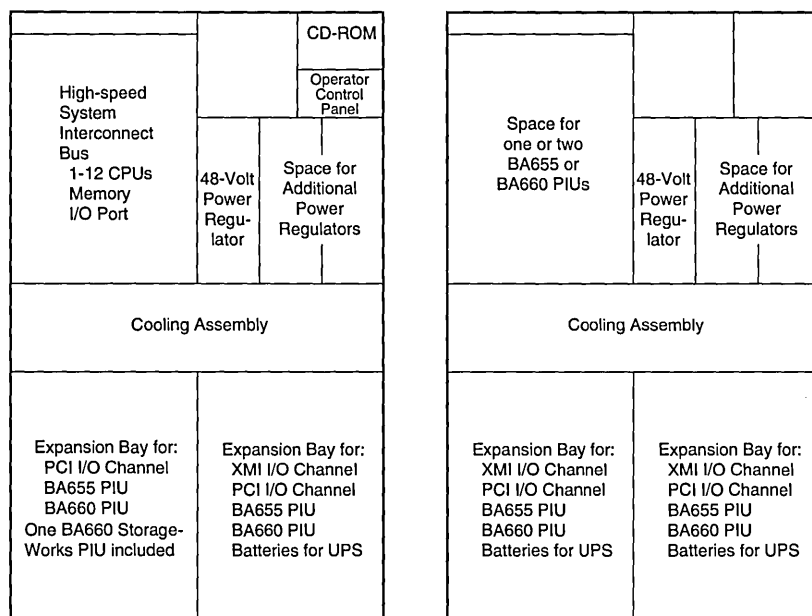 CD-ROM
Operator
Control
Panel
High-speed
System
Interconnect
Bus
1-12 CPUs
Memory
I/O Port
48-Volt
Power
Regu-
lator
Space for
Additional
Power
Regulators
Cooling Assembly
Expansion Bay for:
PCI I/O Channel
BA655 PIU
BA660 PIU
One BA660 Storage-
Works PIU included
Expansion Bay for:
XMI I/O Channel
PCI I/O Channel
BA655 PIU
BA660 PIU
Batteries for UPS
Space for
one or two
BA655 or
BA660 PIUs
48-Volt
Power
Regu-
lator
Space for
Additional
Power
Regulators
Cooling Assembly
Expansion Bay for:
XMI I/O Channel
PCI I/O Channel
BA655 PIU
BA660 PIU
Batteries for UPS
Expansion Bay for:
XMI I/O Channel
PCI I/O Channel
BA655 PIU
BA660 PIU
Batteries for UPS